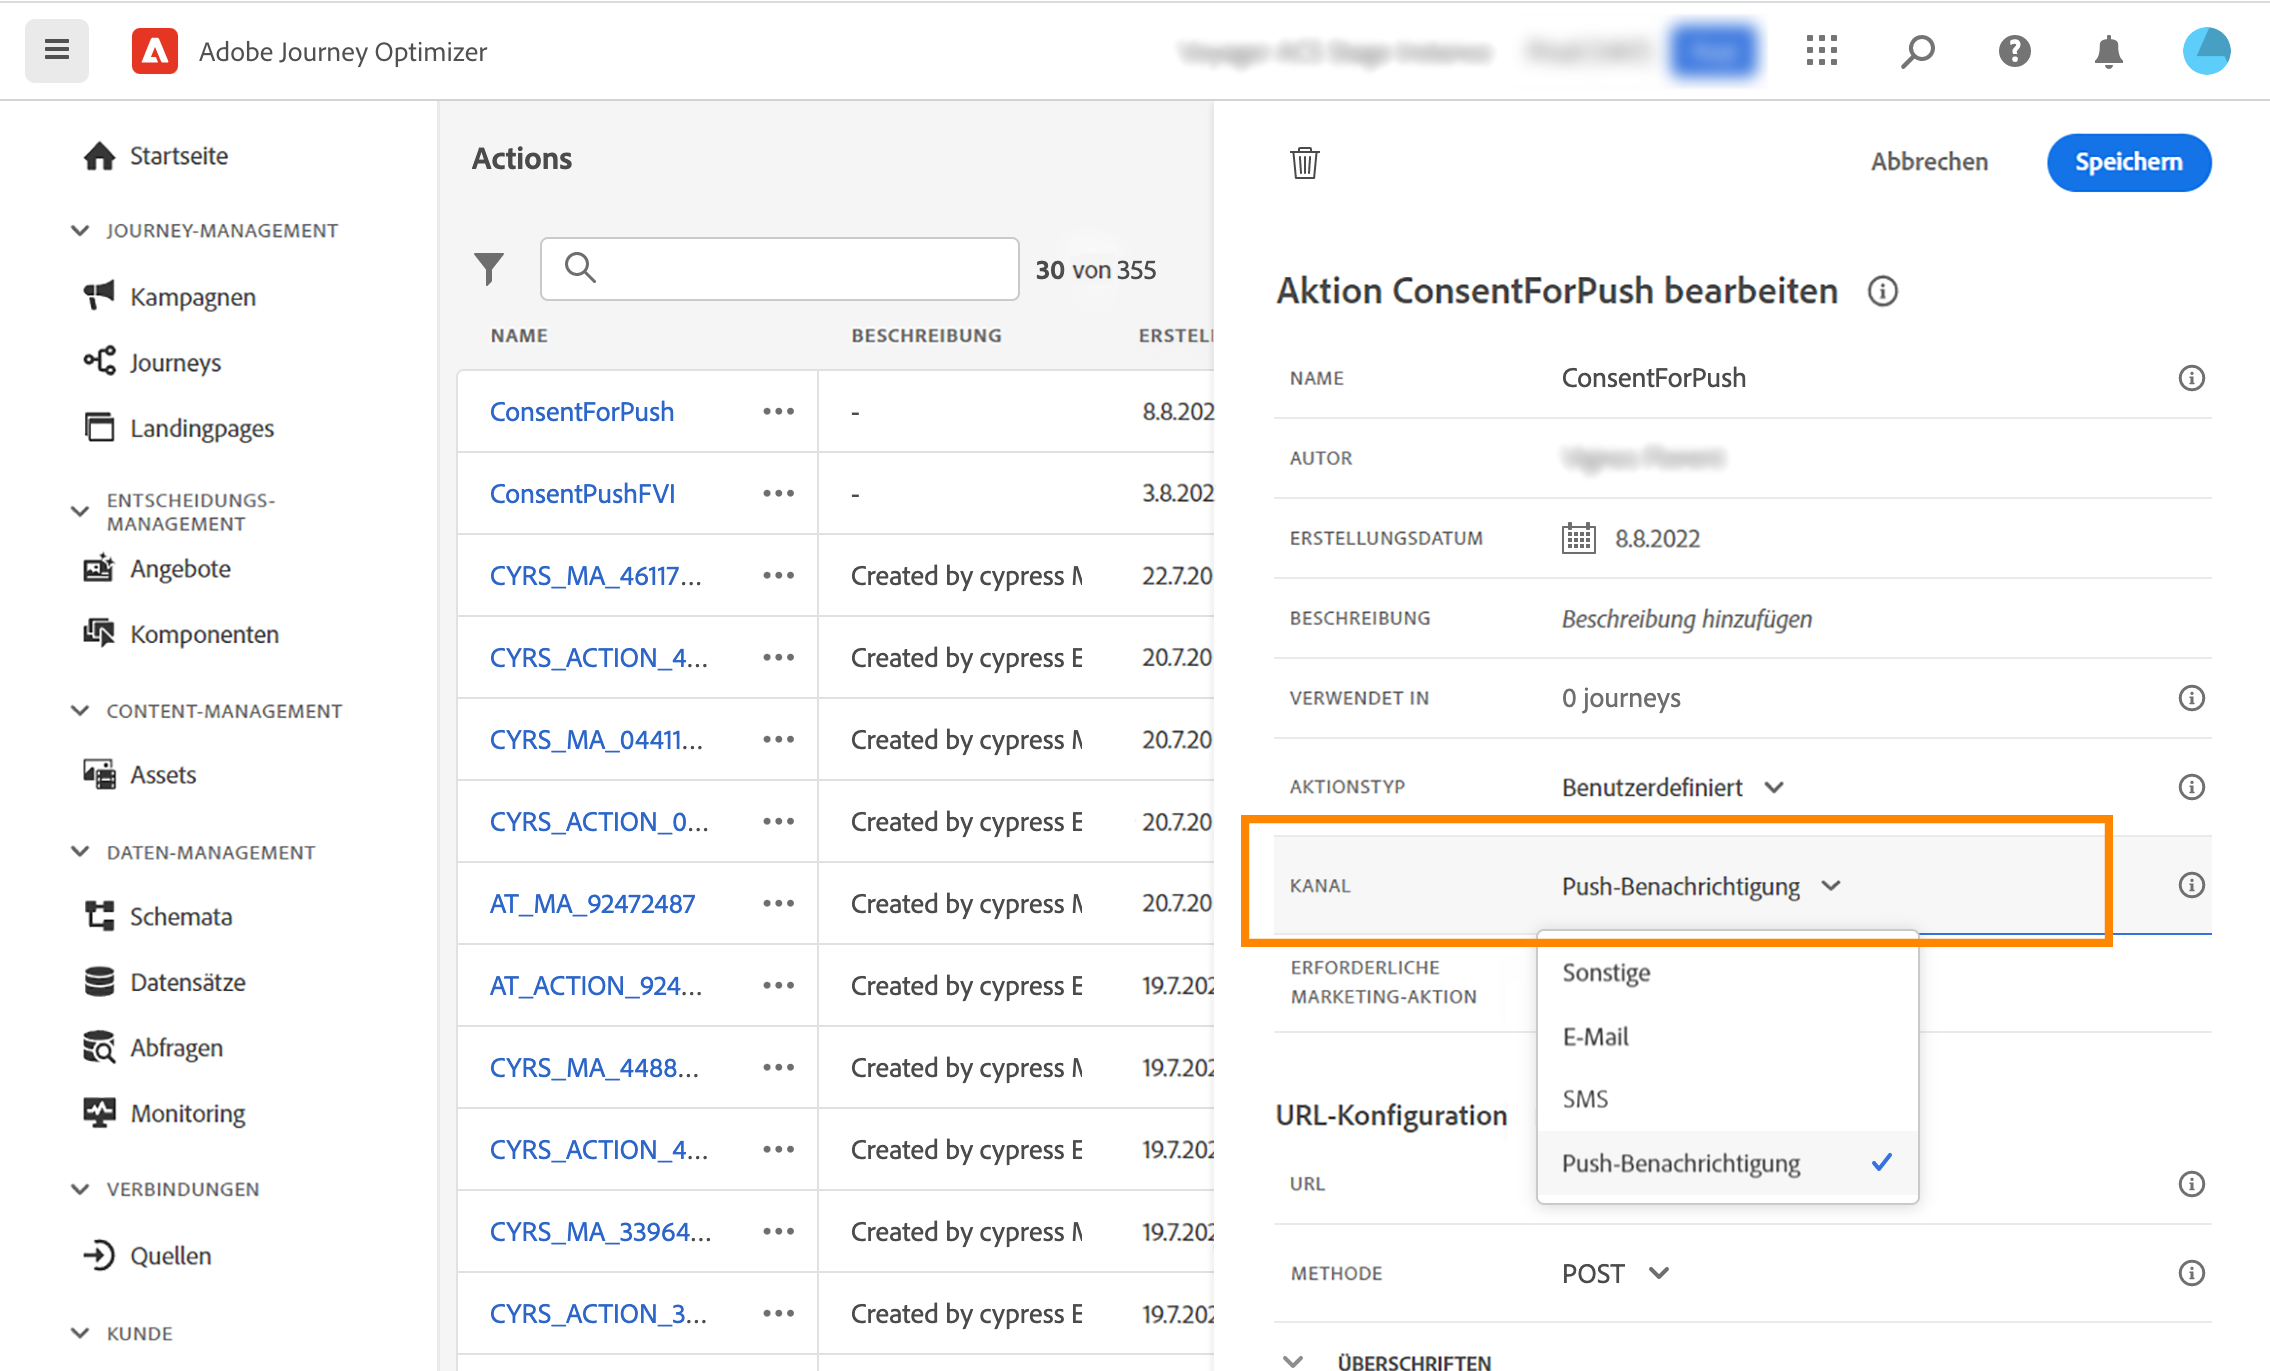 Adobe Journey Optimizer
Startseite
JOURNEY-MANAGEMENT
Kampagnen
Journeys
Landingpages
ENTSCHEIDUNGS-
MANAGEMENT
Angebote
Komponenten
CONTENT-MANAGEMENT
Assets
DATEN-MANAGEMENT
Schemata
Datensätze
Abfragen
Monitoring
VERBINDUNGEN
Quellen
KUNDE
Actions
30 von 355
NAME BESCHREIBUNG ERSTELL
ConsentForPush ••• - 8.8.202
ConsentPushFVI ••• - 3.8.202
CYRS_MA_46117... ••• Created by cypress M 22.7.20
CYRS_ACTION_4... ••• Created by cypress E 20.7.20
CYRS_MA_04411... ••• Created by cypress M 20.7.20
CYRS_ACTION_0... ••• Created by cypress E 20.7.20
AT_MA_92472487 ••• Created by cypress M 20.7.20
AT_ACTION_924... ••• Created by cypress E 19.7.202
CYRS_MA_4488... ••• Created by cypress M 19.7.202
CYRS_ACTION_4... ••• Created by cypress E 19.7.202
CYRS_MA_33964... ••• Created by cypress M 19.7.202
CYRS_ACTION_3... ••• Created by cypress E 19.7.202
Abbrechen
Speichern
Aktion ConsentForPush bearbeiten
NAME ConsentForPush
AUTOR
ERSTELLUNGSDATUM 8.8.2022
BESCHREIBUNG Beschreibung hinzufügen
VERWENDET IN 0 journeys
AKTIONSTYP Benutzerdefiniert
KANAL Push-Benachrichtigung
ERFORDERLICHE
MARKETING-AKTION
Sonstige
E-Mail
SMS
Push-Benachrichtigung
URL-Konfiguration
URL
METHODE POST
ÜBERSCHRIFTEN